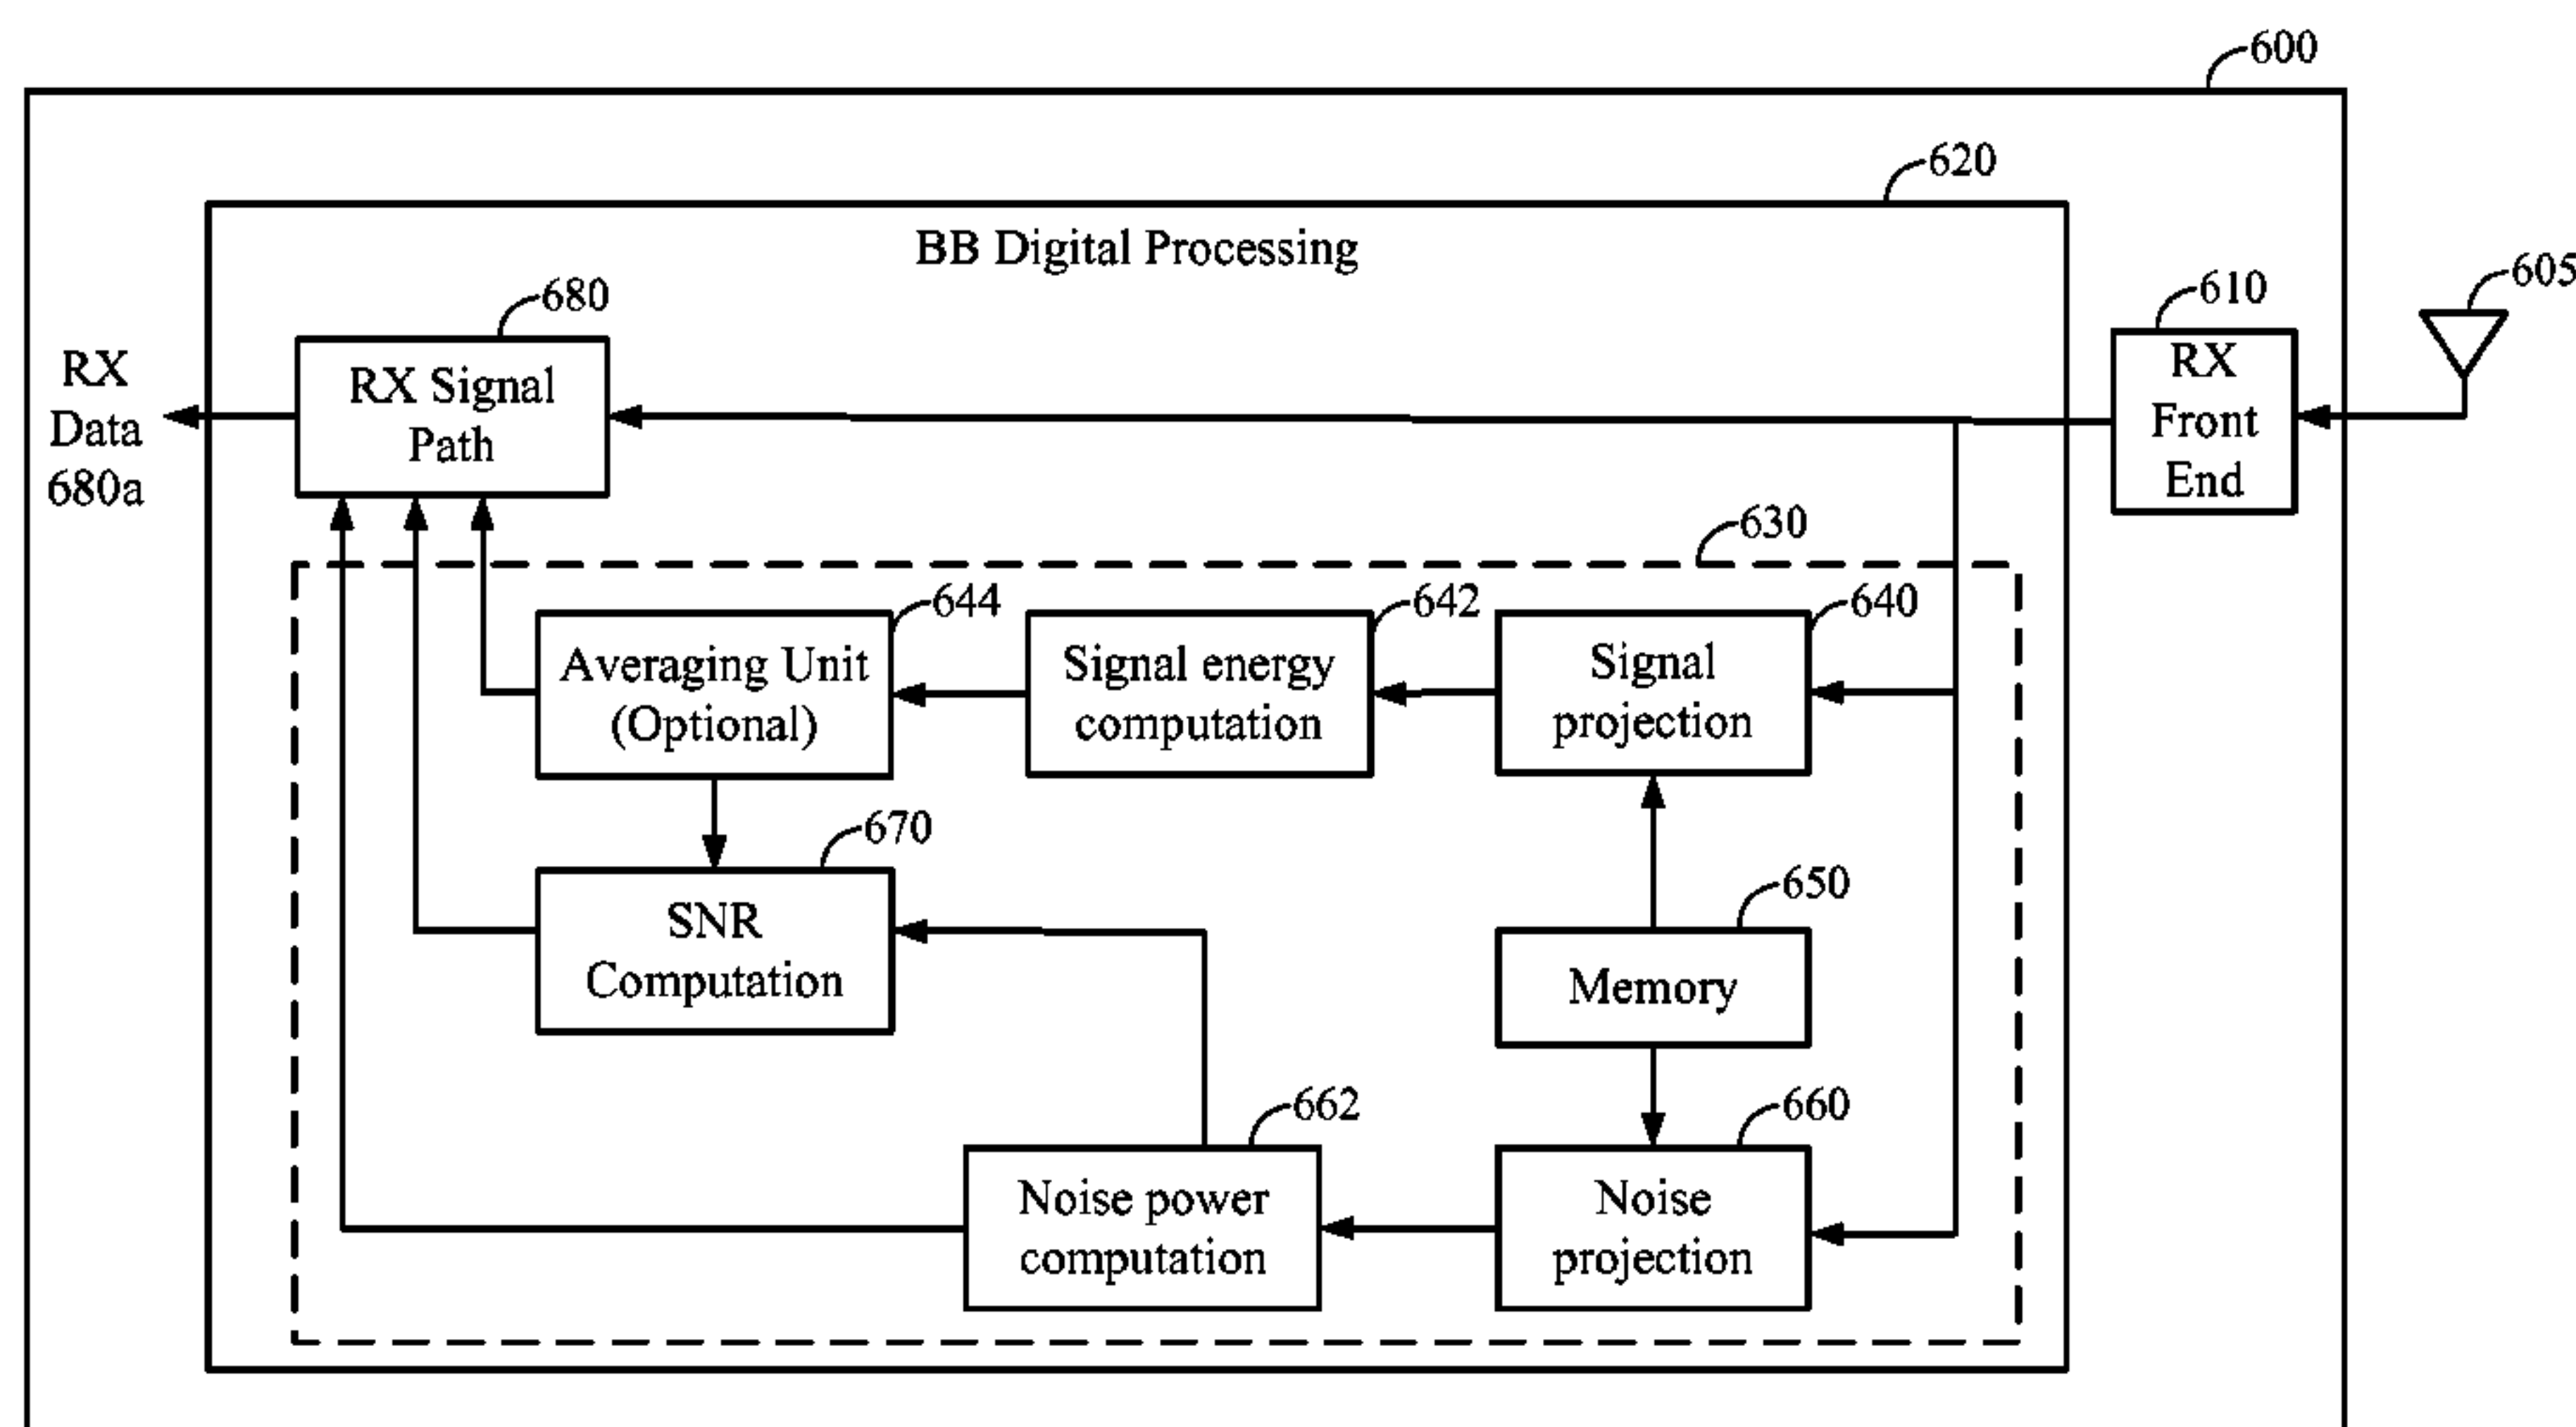 600
620
BB Digital Processing
605
610
680
RX
Data
680a
RX Signal
Path
RX
Front
End
630
644
642
640
Averaging Unit
(Optional)
Signal energy
computation
Signal
projection
670
650
SNR
Computation
Memory
662
660
Noise power
computation
Noise
projection